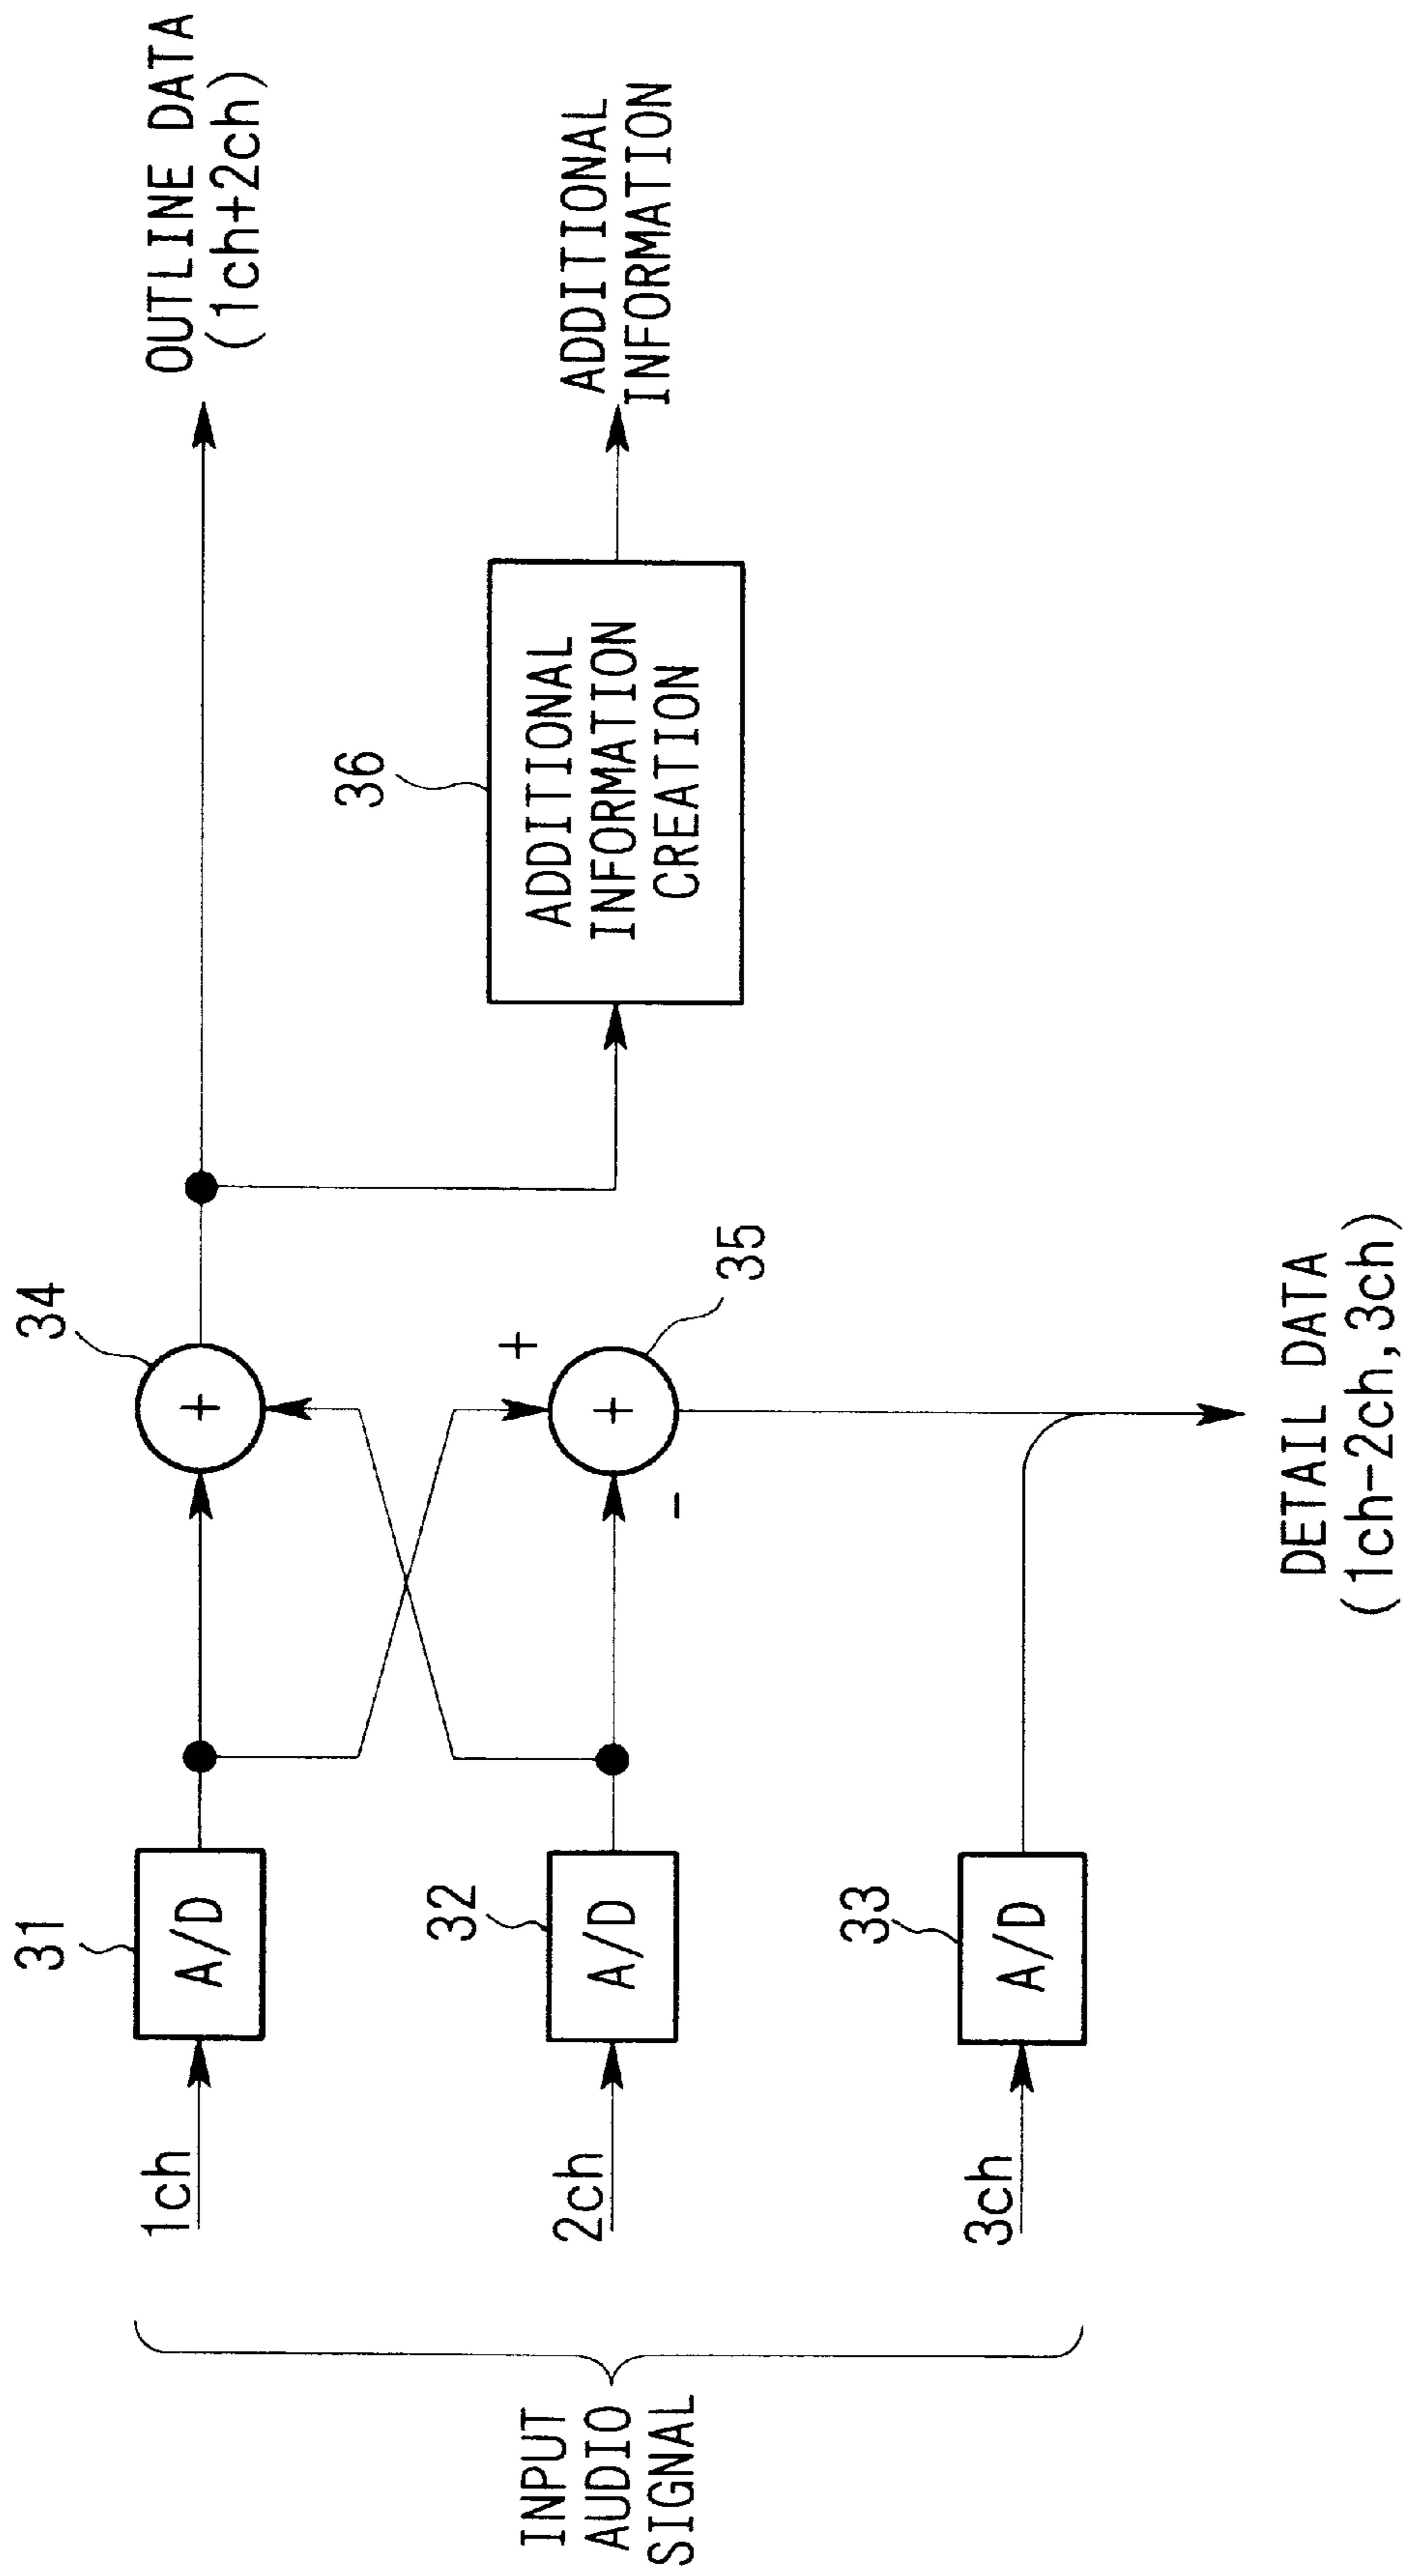 INPUT
AUDIO
SIGNAL
1ch
31
A/D
34
+
OUTLINE DATA
(1ch+2ch)
2ch
32
A/D
+
-
+
35
36
ADDITIONAL
INFORMATION
CREATION
ADDITIONAL
INFORMATION
3ch
33
A/D
DETAIL DATA
(1ch-2ch,3ch)